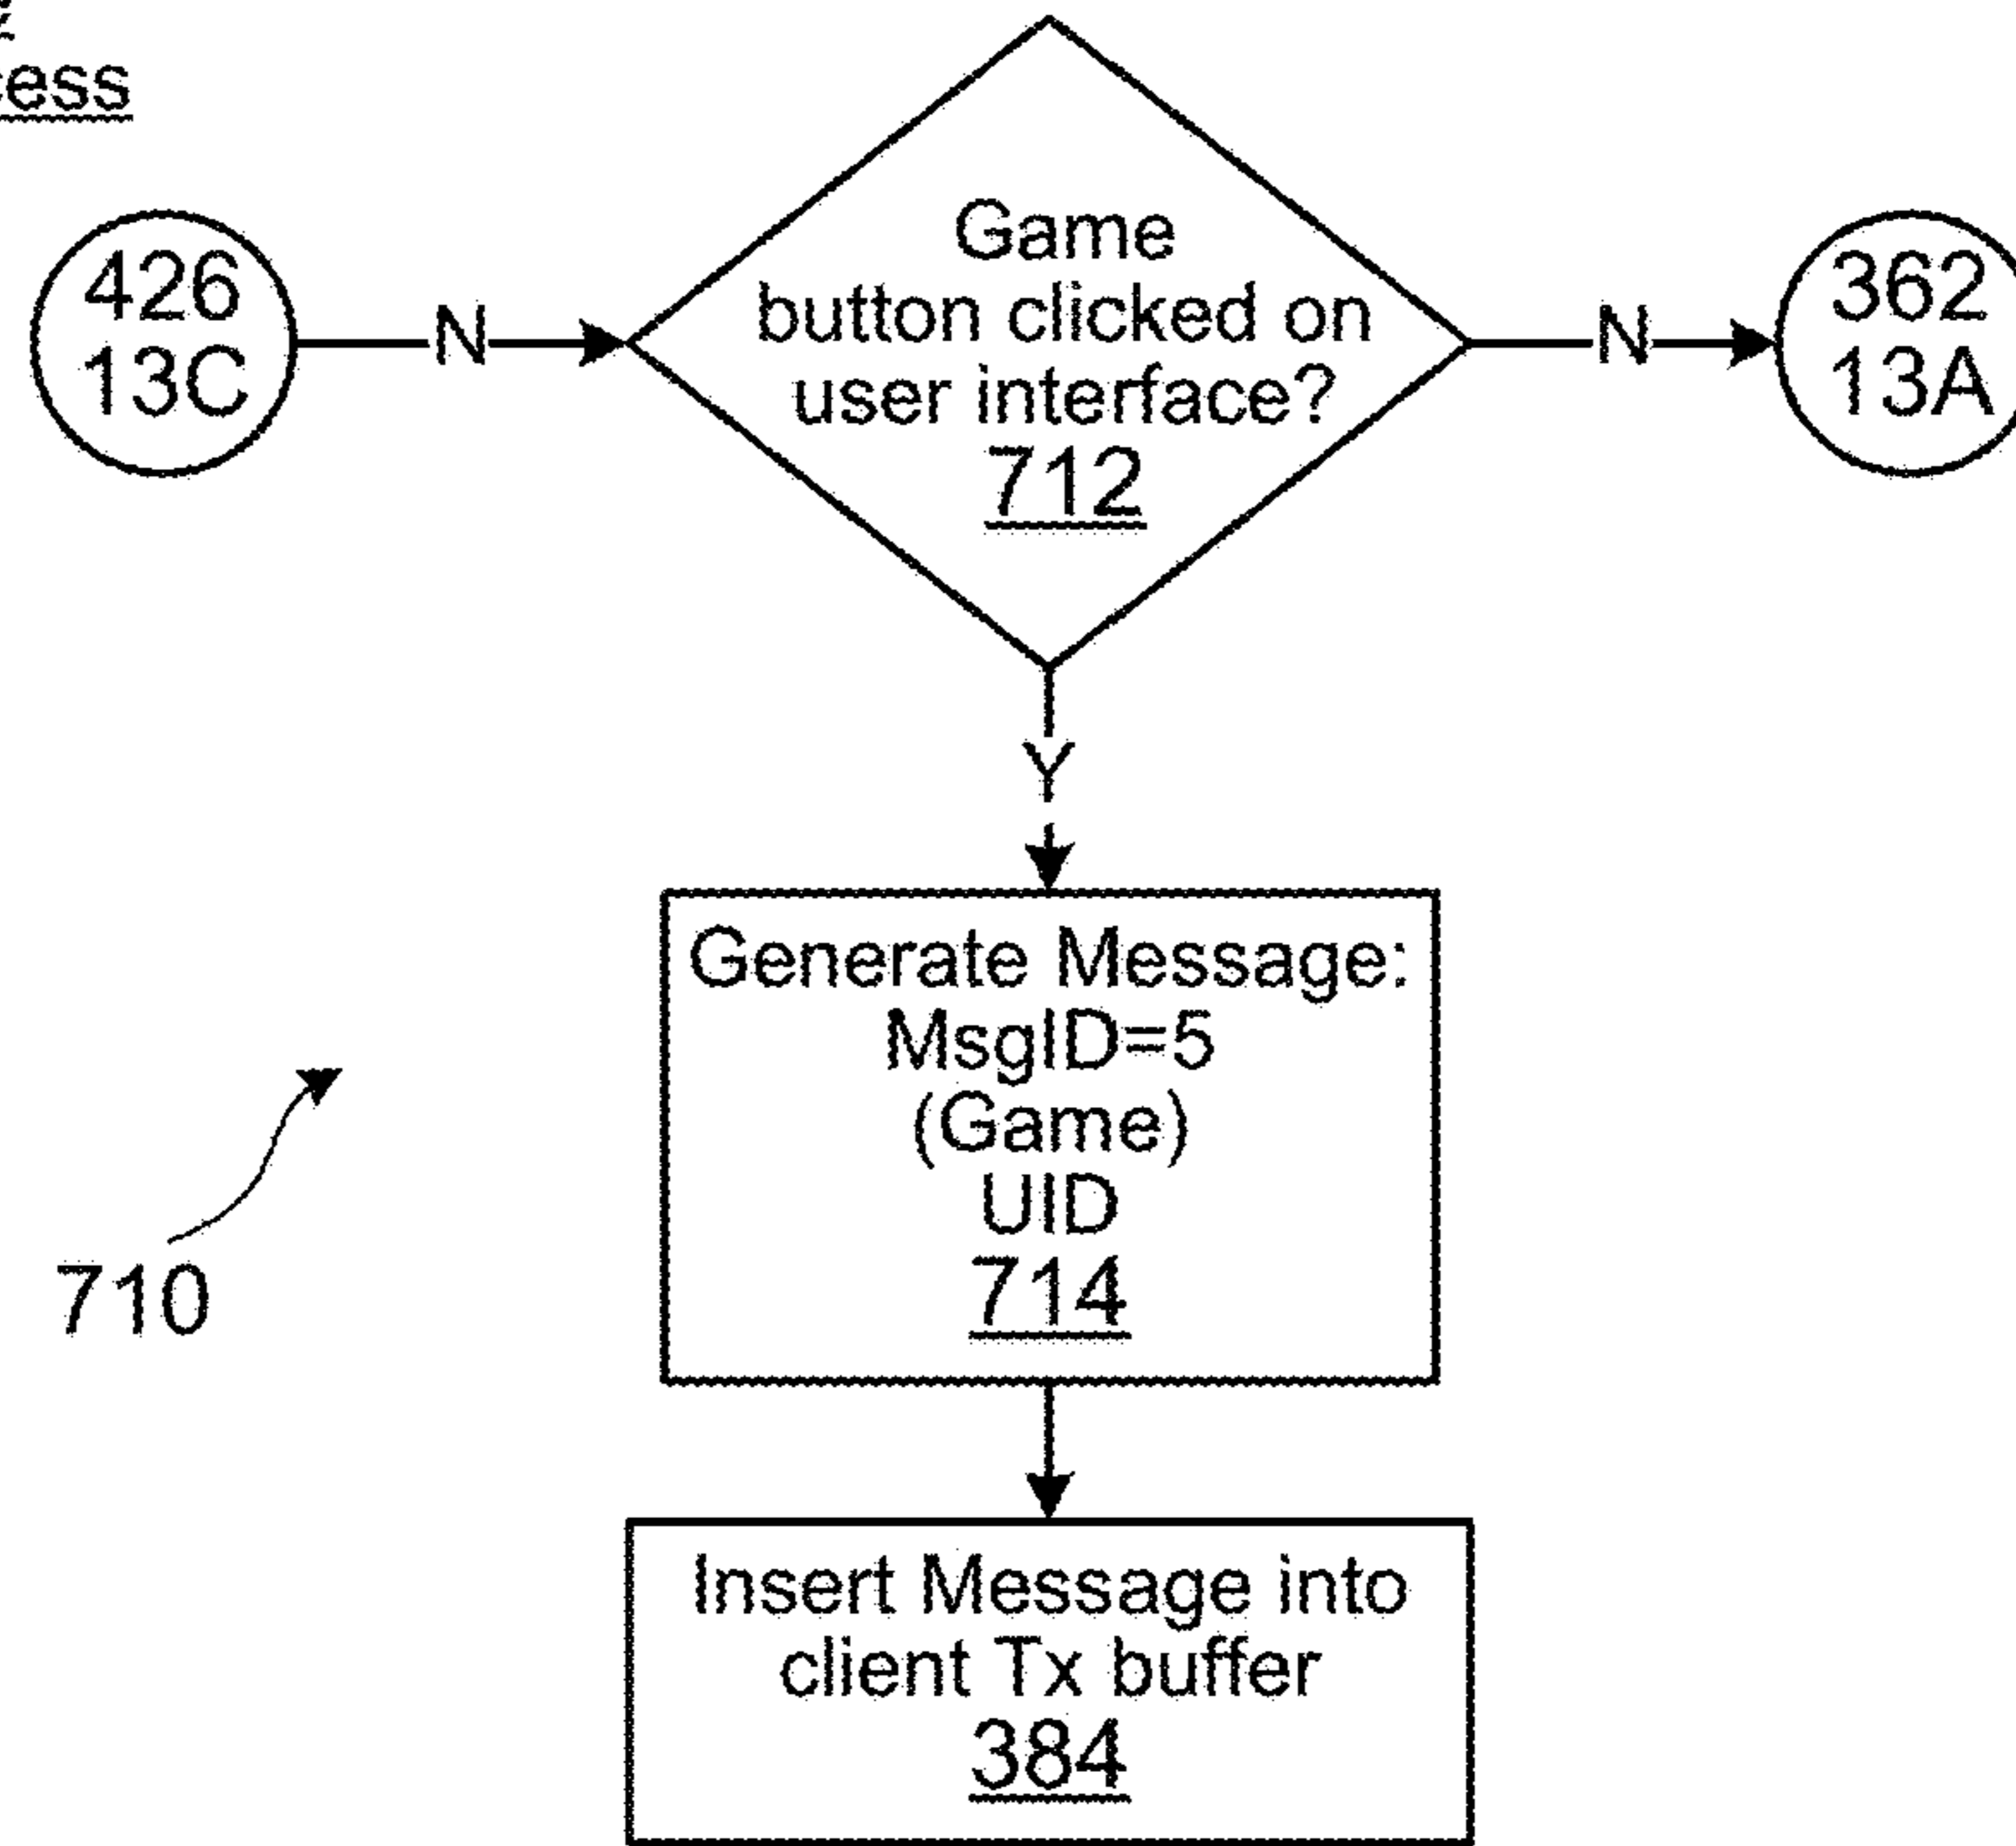 426
13C
N
Game
button clicked on
user interface?
712
N
362
13A
Y
Generate Message:
MsgID=5
(Game)
UID
714
710
Insert Message into
client Tx buffer
384